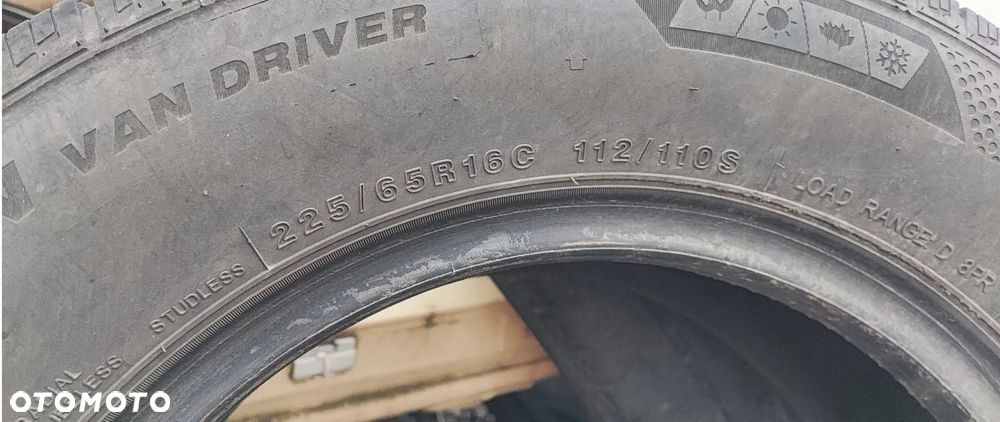 VAN DRIVER
225/65R16C 112/110S
LOAD RANGE D 8PR
STUDLESS
OTOMOTO